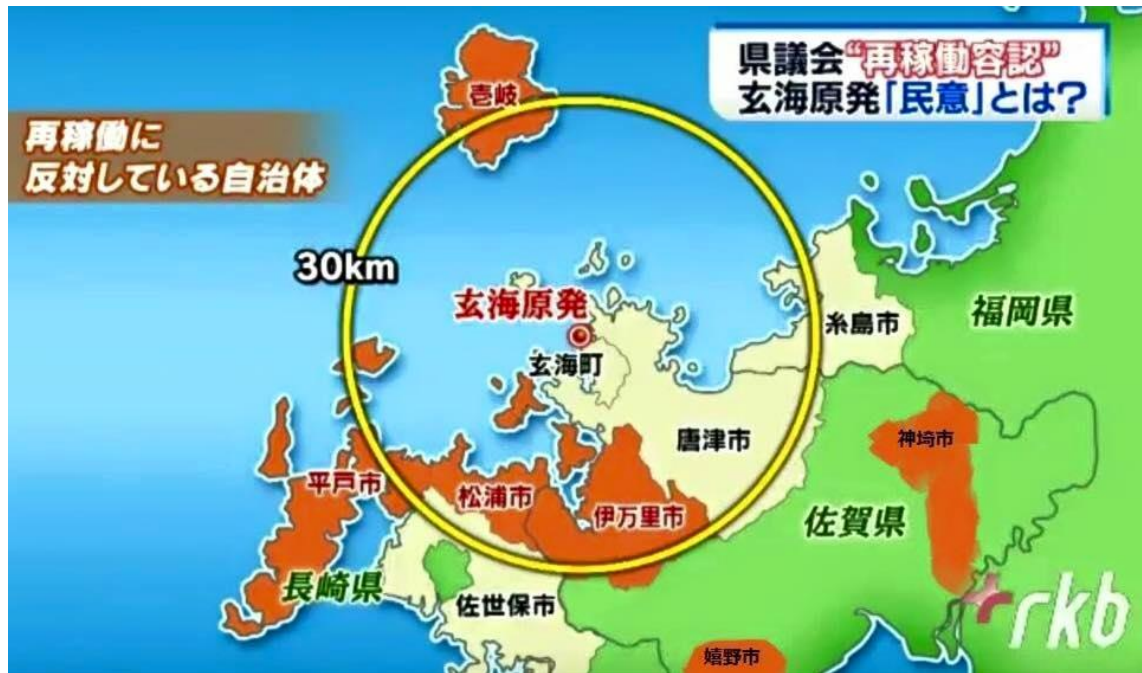 県議会“再稼働容認”
玄海原発「民意」とは?
再稼働に
反対している自治体
壱岐
30km
玄海原発
玄海町
糸島市
福岡県
唐津市
神埼市
平戸市
松浦市
伊万里市
佐賀県
長崎県
佐世保市
嬉野市
rkb